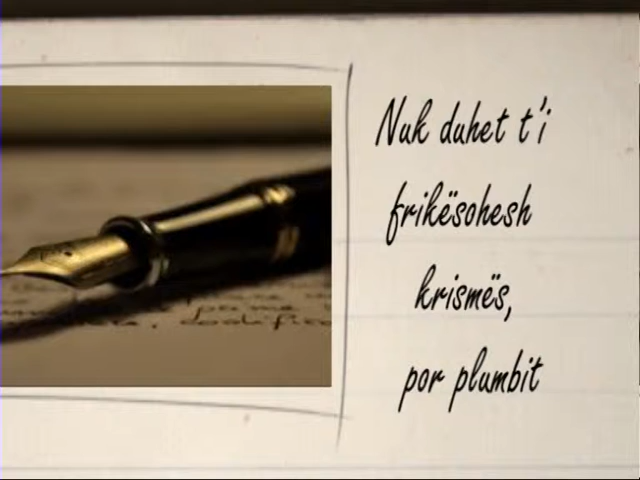 Nuk duhet t'i
frikësohesh
krismës,
por plumbit